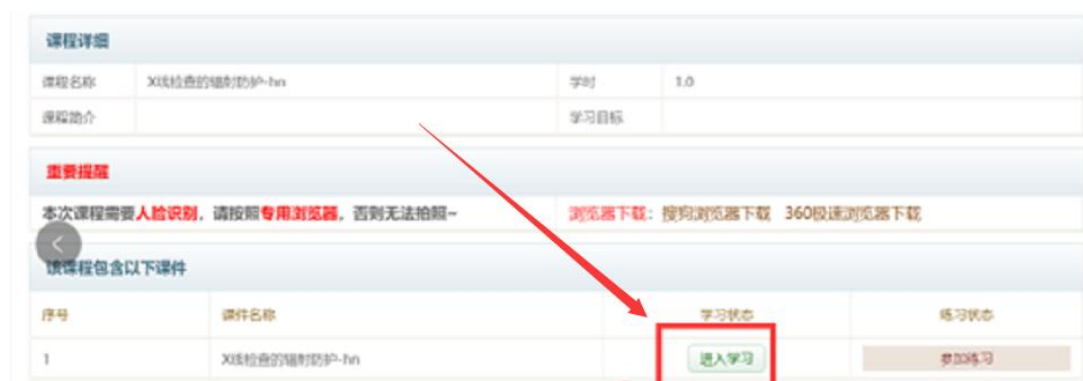 课程详细
课程名称 X线检查的辐射防护-hn 学时 1.0
课程简介 学习目标
重要提醒
本次课程需要人脸识别，请按照专用浏览器，否则无法拍照~ 浏览器下载：搜狗浏览器下载 360极速浏览器下载
该课程包含以下课件
序号 课件名称 学习状态 练习状态
1 X线检查的辐射防护-hn 进入学习 参加练习